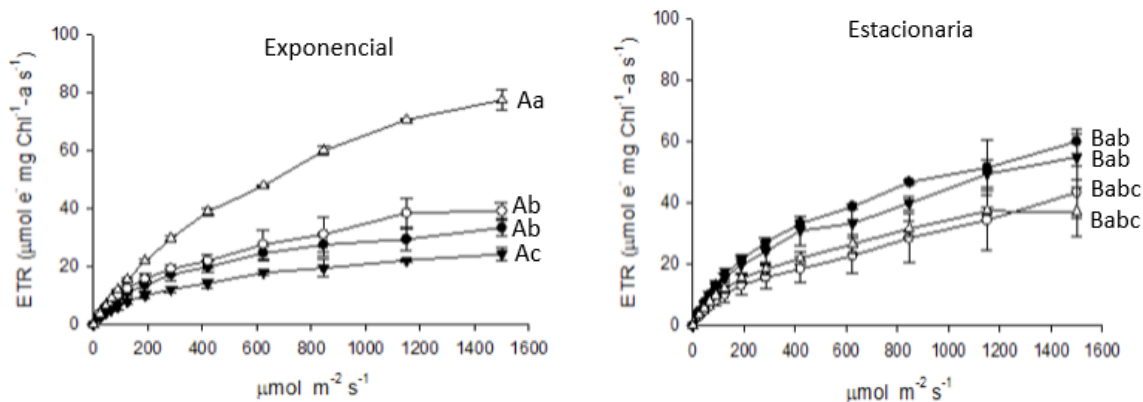 Exponencial
ETR (μmol e⁻ mg Chl⁻¹-a s⁻¹)
100
80
60
40
20
0
Aa
Ab
Ab
Ac
0 200 400 600 800 1000 1200 1400 1600
μmol m⁻² s⁻¹
Estacionaria
ETR (μmol e⁻ mg Chl⁻¹-a s⁻¹)
100
80
60
40
20
0
Bab
Bab
Babc
Babc
0 200 400 600 800 1000 1200 1400 1600
μmol m⁻² s⁻¹